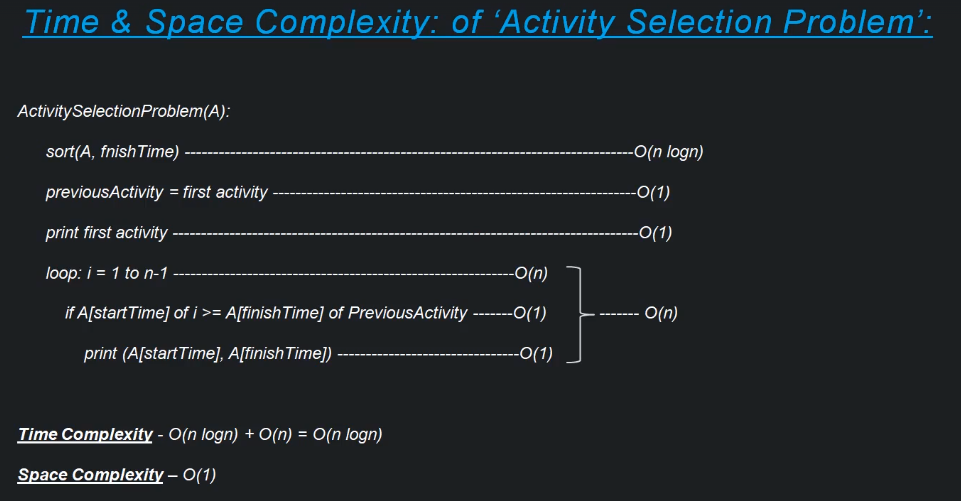 Time & Space Complexity: of ‘Activity Selection Problem’:
ActivitySelectionProblem(A):
sort(A, fnishTime) ------------------------------------------------------------------------------O(n logn)
previousActivity = first activity ---------------------------------------------------------------O(1)
print first activity ---------------------------------------------------------------------------------O(1)
loop: i = 1 to n-1 -----------------------------------------------------------O(n)
if A[startTime] of i >= A[finishTime] of PreviousActivity -------O(1) ------- O(n)
print (A[startTime], A[finishTime]) --------------------------------O(1)
Time Complexity - O(n logn) + O(n) = O(n logn)
Space Complexity – O(1)